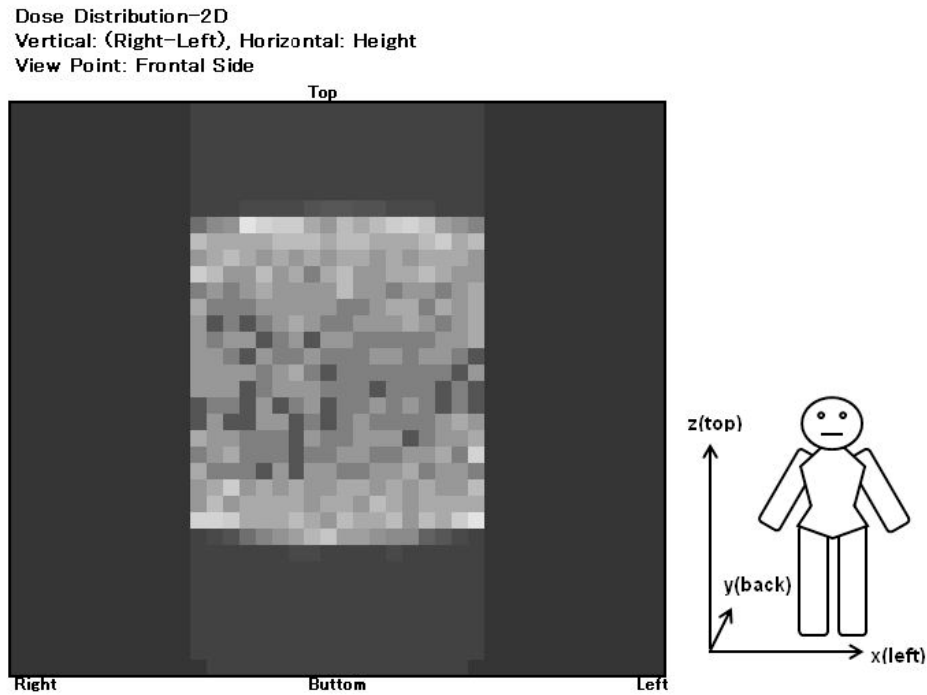 Dose Distribution-2D
Vertical: (Right-Left), Horizontal: Height
View Point: Frontal Side
Top
z(top)
y(back)
x(left)
Right
Buttom
Left